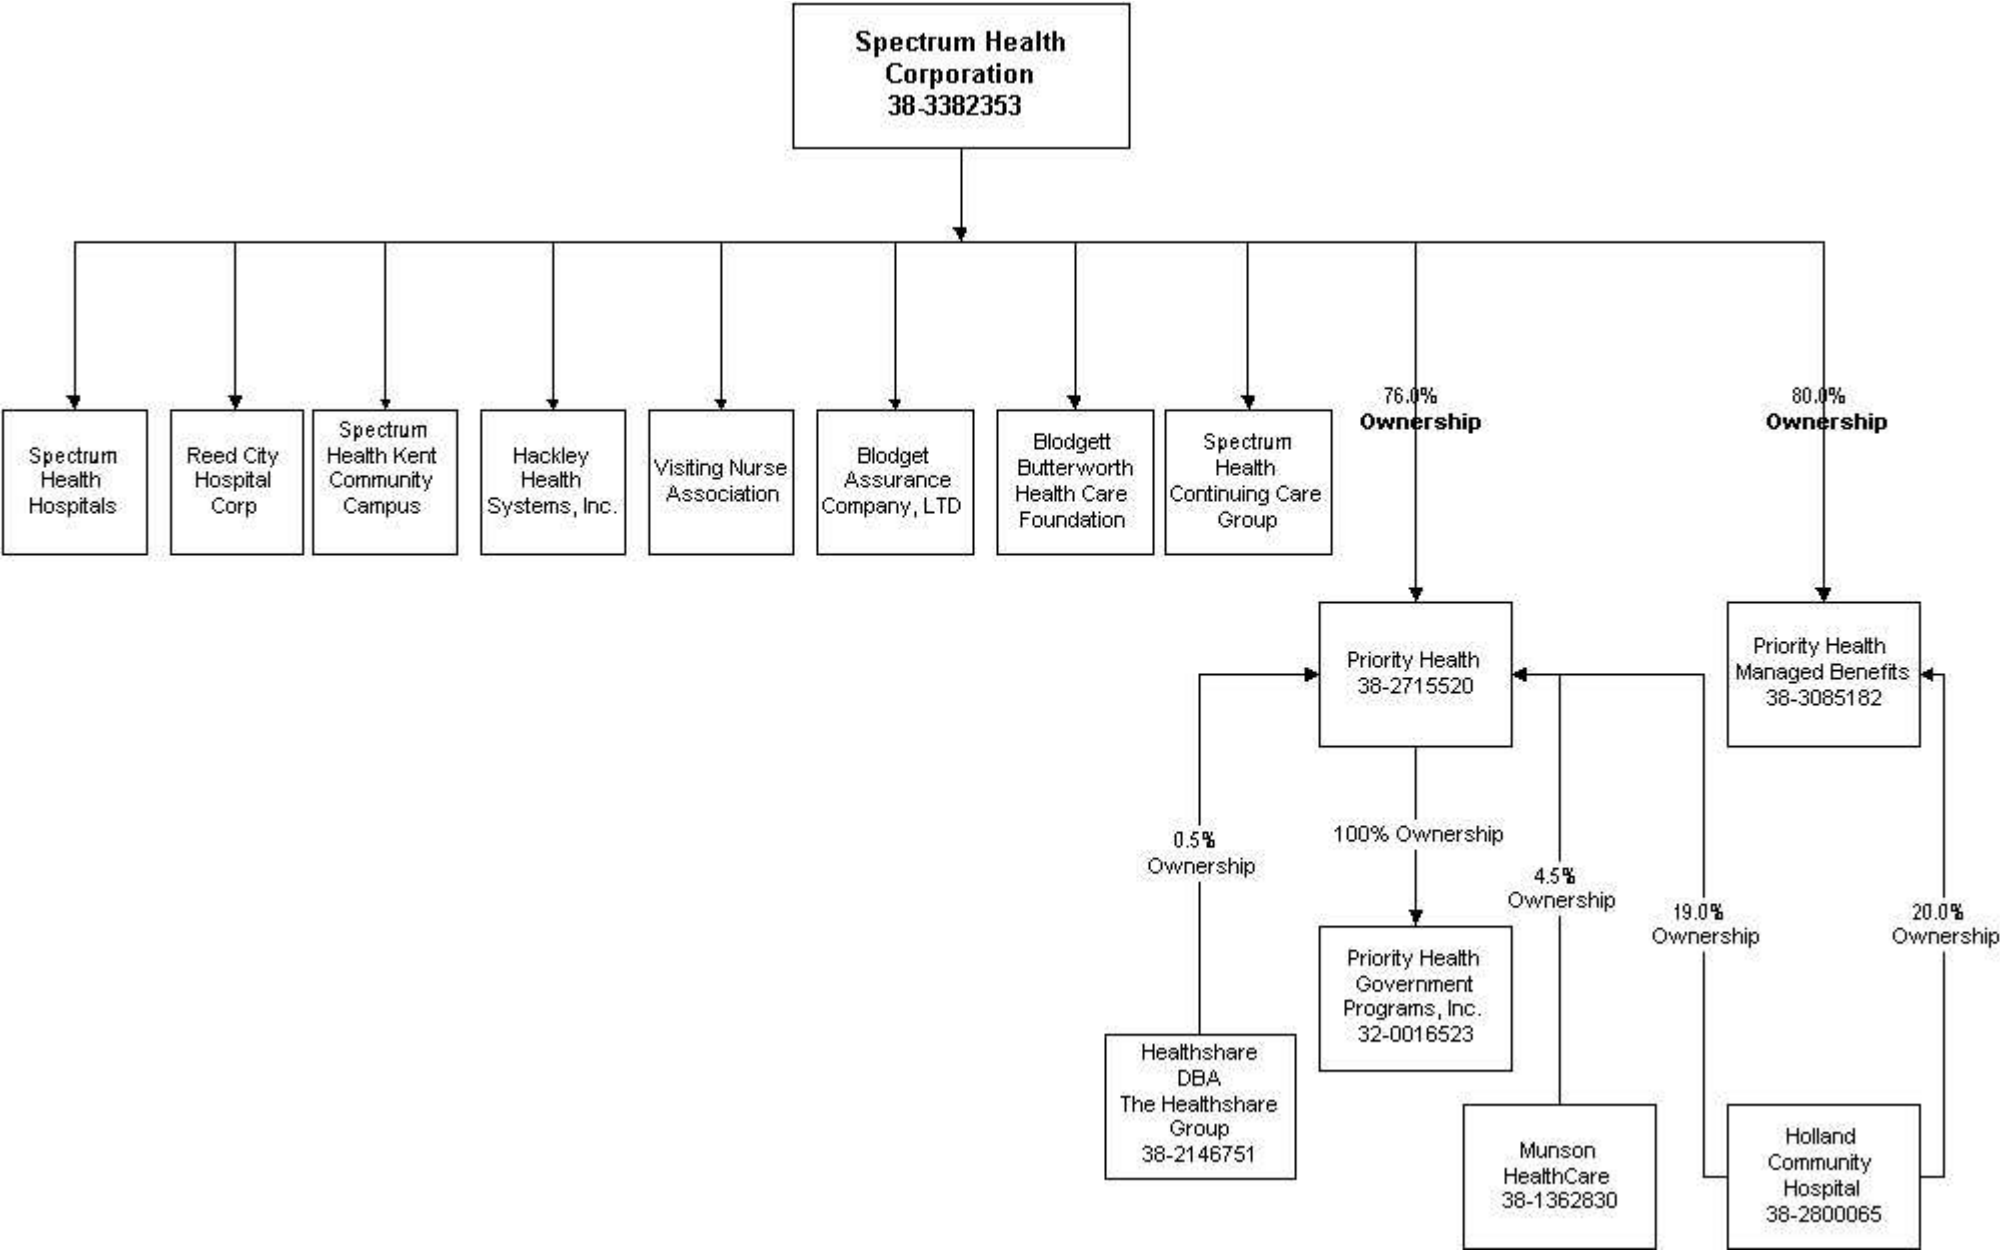 Spectrum Health
Corporation
38-3382353
76.0%
Ownership
80.0%
Ownership
Spectrum
Health
Hospitals
Reed City
Hospital
Corp
Spectrum
Health Kent
Community
Campus
Hackley
Health
Systems, Inc.
Visiting Nurse
Association
Blodget
Assurance
Company, LTD
Blodgett
Butterworth
Health Care
Foundation
Spectrum
Health
Continuing Care
Group
Priority Health
38-2715520
Priority Health
Managed Benefits
38-3085182
0.5%
Ownership
100% Ownership
4.5%
Ownership
19.0%
Ownership
20.0%
Ownership
Priority Health
Government
Programs, Inc.
32-0016523
Healthshare
DBA
The Healthshare
Group
38-2146751
Munson
HealthCare
38-1362830
Holland
Community
Hospital
38-2800065